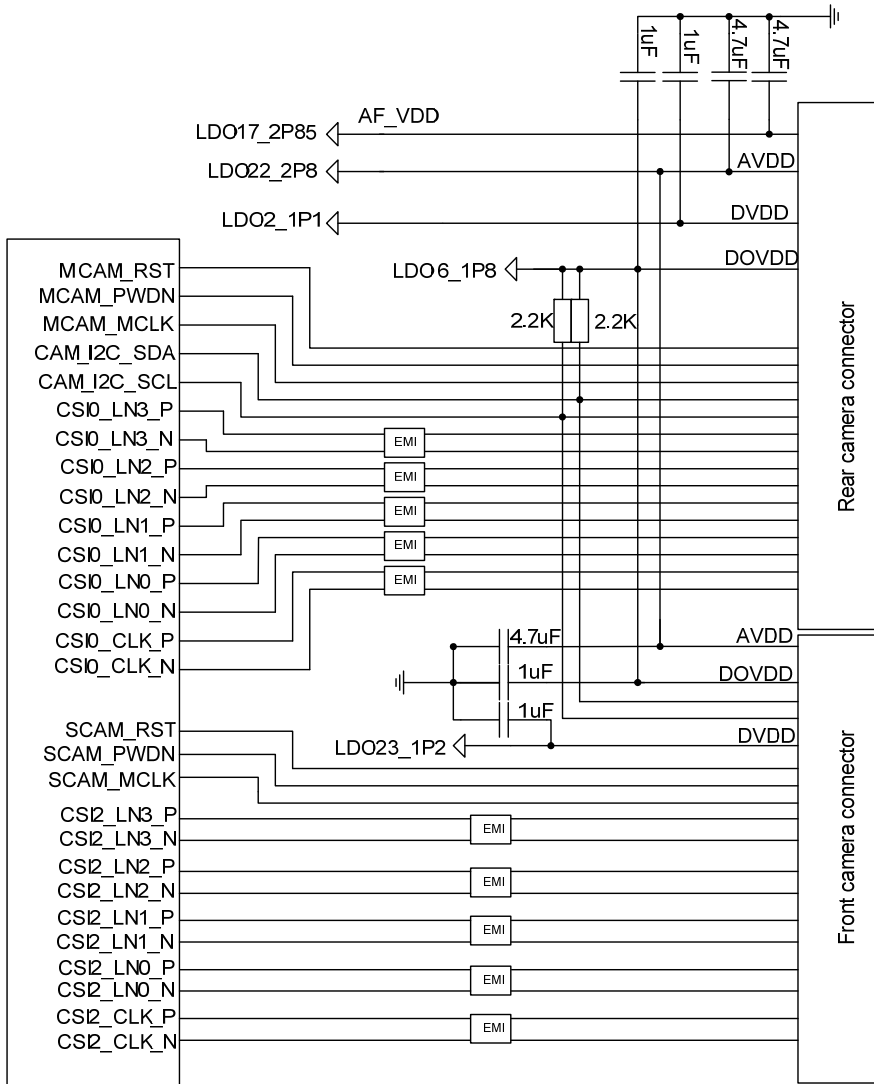 1uF
1uF
4.7uF
4.7uF
AF_VDD
LDO17_2P85
LDO22_2P8
AVDD
LDO2_1P1
DVDD
LDO6_1P8
DOVDD
2.2K
2.2K
Rear camera connector
MCAM_RST
MCAM_PWDN
MCAM_MCLK
CAM_I2C_SDA
CAM_I2C_SCL
CSI0_LN3_P
CSI0_LN3_N
CSI0_LN2_P
CSI0_LN2_N
CSI0_LN1_P
CSI0_LN1_N
CSI0_LN0_P
CSI0_LN0_N
CSI0_CLK_P
CSI0_CLK_N
EMI
EMI
EMI
EMI
EMI
4.7uF
AVDD
1uF
DOVDD
1uF
LDO23_1P2
DVDD
Front camera connector
SCAM_RST
SCAM_PWDN
SCAM_MCLK
CSI2_LN3_P
CSI2_LN3_N
CSI2_LN2_P
CSI2_LN2_N
CSI2_LN1_P
CSI2_LN1_N
CSI2_LN0_P
CSI2_LN0_N
CSI2_CLK_P
CSI2_CLK_N
EMI
EMI
EMI
EMI
EMI